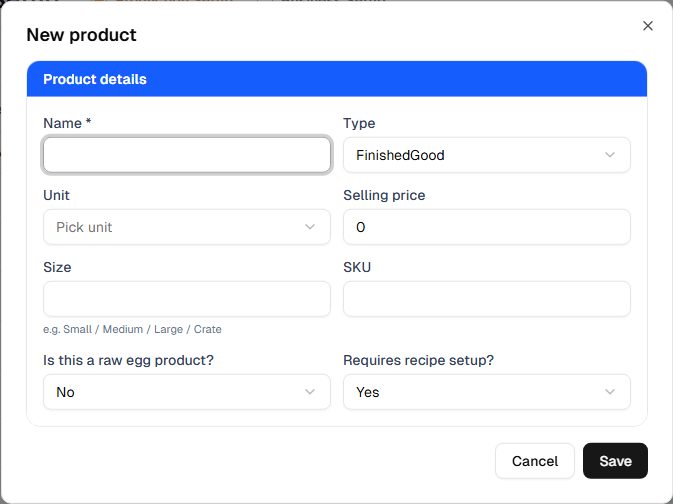 New product
Product details
Name *
Type
FinishedGood
Unit
Selling price
Pick unit
0
Size
SKU
e.g. Small / Medium / Large / Crate
Is this a raw egg product?
Requires recipe setup?
No
Yes
Cancel
Save